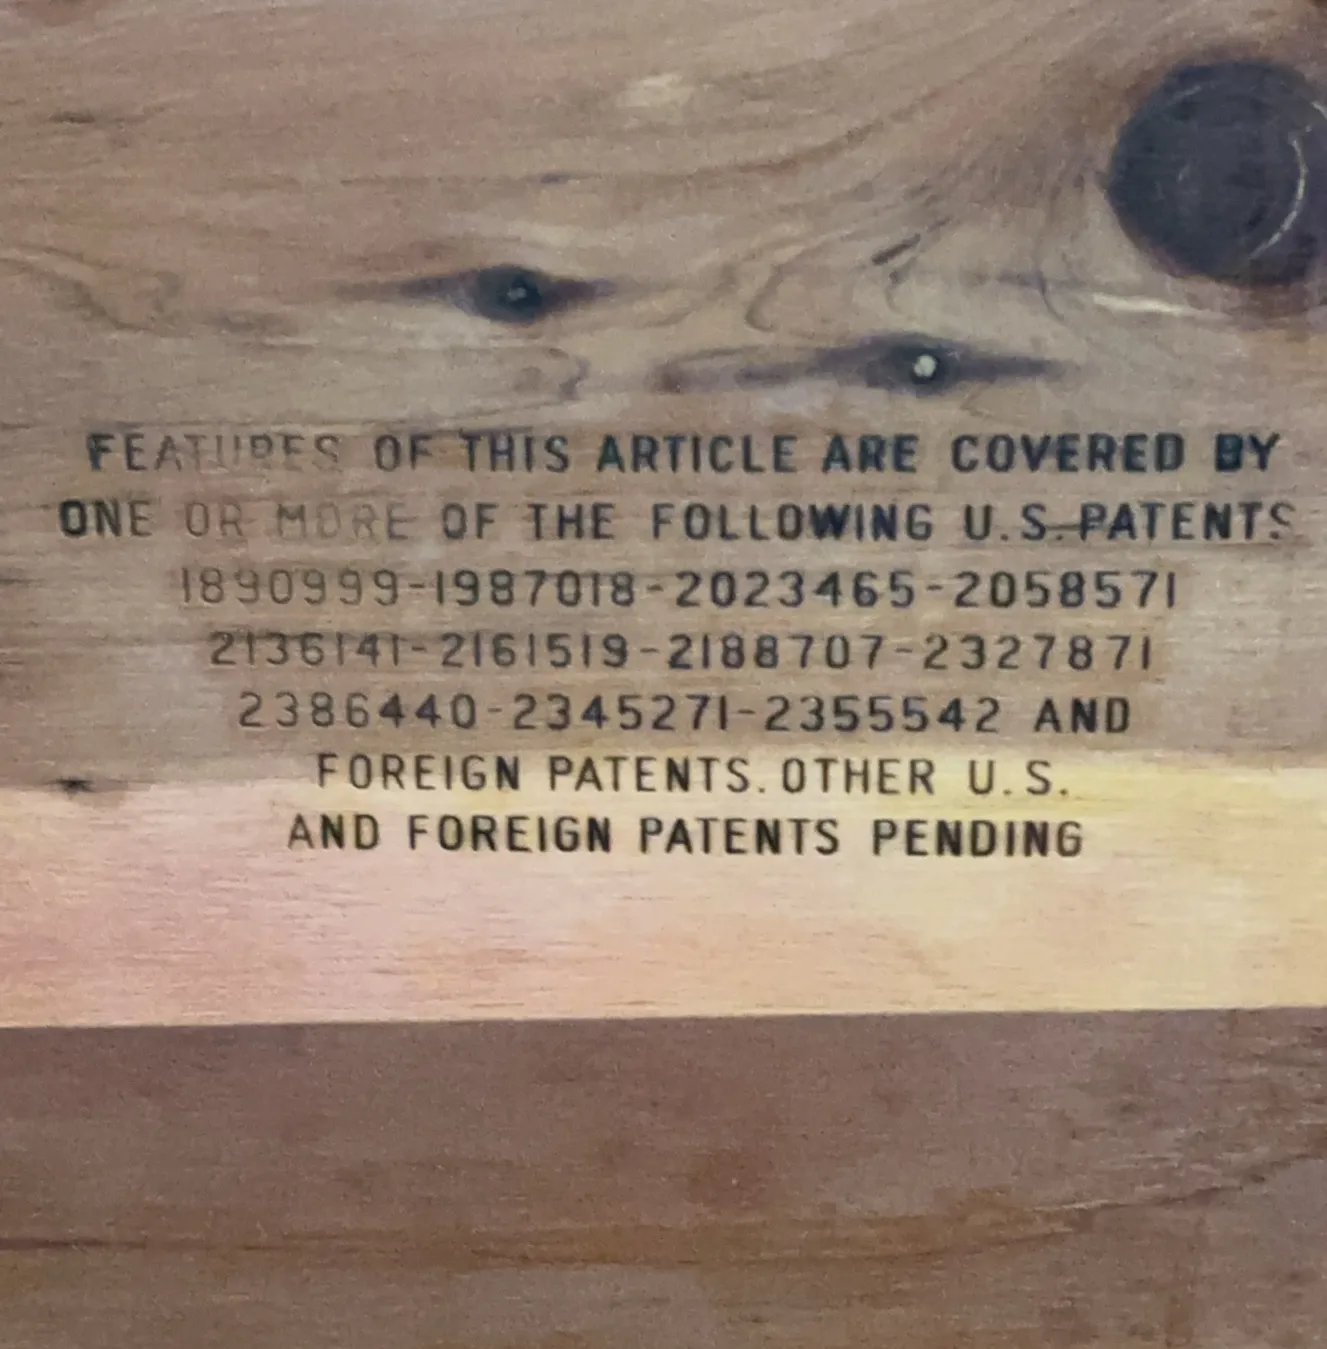 FEATURES OF THIS ARTICLE ARE COVERED BY
ONE OR MORE OF THE FOLLOWING U.S. PATENTS
1890999-1987018-2023465-2058571
2136141-2161519-2188707-2327871
2386440-2345271-2355542 AND
FOREIGN PATENTS. OTHER U.S.
AND FOREIGN PATENTS PENDING